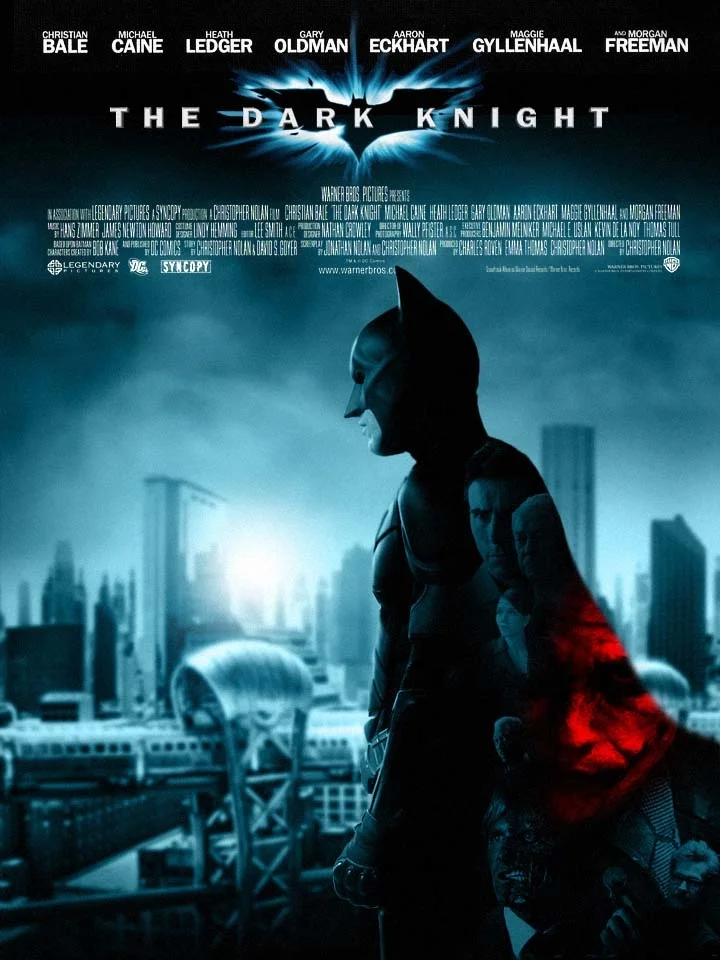 CHRISTIAN BALE MICHAEL CAINE HEATH LEDGER GARY OLDMAN AARON ECKHART MAGGIE GYLLENHAAL AND MORGAN FREEMAN
THE DARK KNIGHT
WARNER BROS. PICTURES PRESENTS
IN ASSOCIATION WITH LEGENDARY PICTURES A SYNCOPY PRODUCTION A CHRISTOPHER NOLAN FILM CHRISTIAN BALE THE DARK KNIGHT MICHAEL CAINE HEATH LEDGER GARY OLDMAN AARON ECKHART MAGGIE GYLLENHAAL AND MORGAN FREEMAN
MUSIC BY HANS ZIMMER JAMES NEWTON HOWARD COSTUME DESIGNER LINDY HEMMING EDITOR LEE SMITH A.C.E. PRODUCTION DESIGNER NATHAN CROWLEY DIRECTOR OF PHOTOGRAPHY WALLY PFISTER A.S.C. EXECUTIVE PRODUCERS BENJAMIN MELNIKER MICHAEL E. USLAN KEVIN DE LA NOY THOMAS TULL
BASED UPON BATMAN CHARACTERS CREATED BY BOB KANE AND PUBLISHED BY DC COMICS STORY BY CHRISTOPHER NOLAN & DAVID S. GOYER SCREENPLAY BY JONATHAN NOLAN AND CHRISTOPHER NOLAN PRODUCED BY CHARLES ROVEN EMMA THOMAS CHRISTOPHER NOLAN DIRECTED BY CHRISTOPHER NOLAN
TM & © DC Comics
LEGENDARY PICTURES DC SYNCOPY www.warnerbros.co WARNER BROS. PICTURES WB